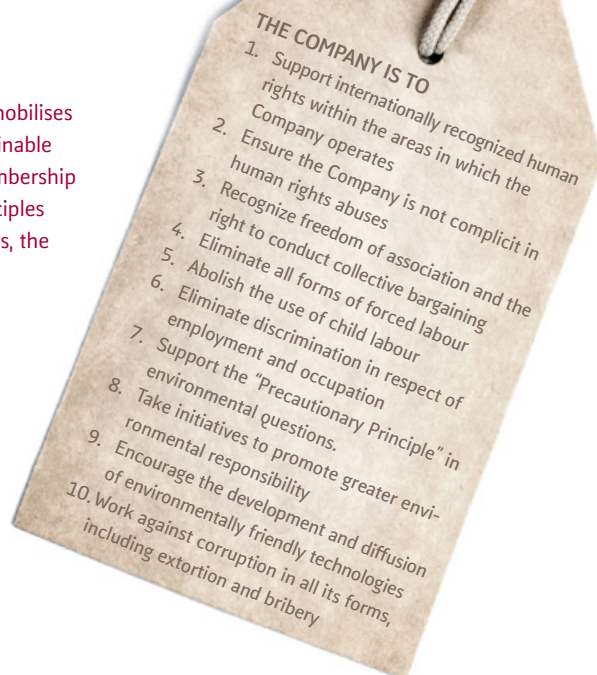 mobilises
inable
mbership
ciples
s, the
THE COMPANY IS TO
1. Support internationally recognized human
rights within the areas in which the
Company operates
2. Ensure the Company is not complicit in
human rights abuses
3. Recognize freedom of association and the
right to conduct collective bargaining
4. Eliminate all forms of forced labour
5. Abolish the use of child labour
6. Eliminate discrimination in respect of
employment and occupation
7. Support the "Precautionary Principle" in
environmental questions.
8. Take initiatives to promote greater envi-
ronmental responsibility
9. Encourage the development and diffusion
of environmentally friendly technologies
10. Work against corruption in all its forms,
including extortion and bribery